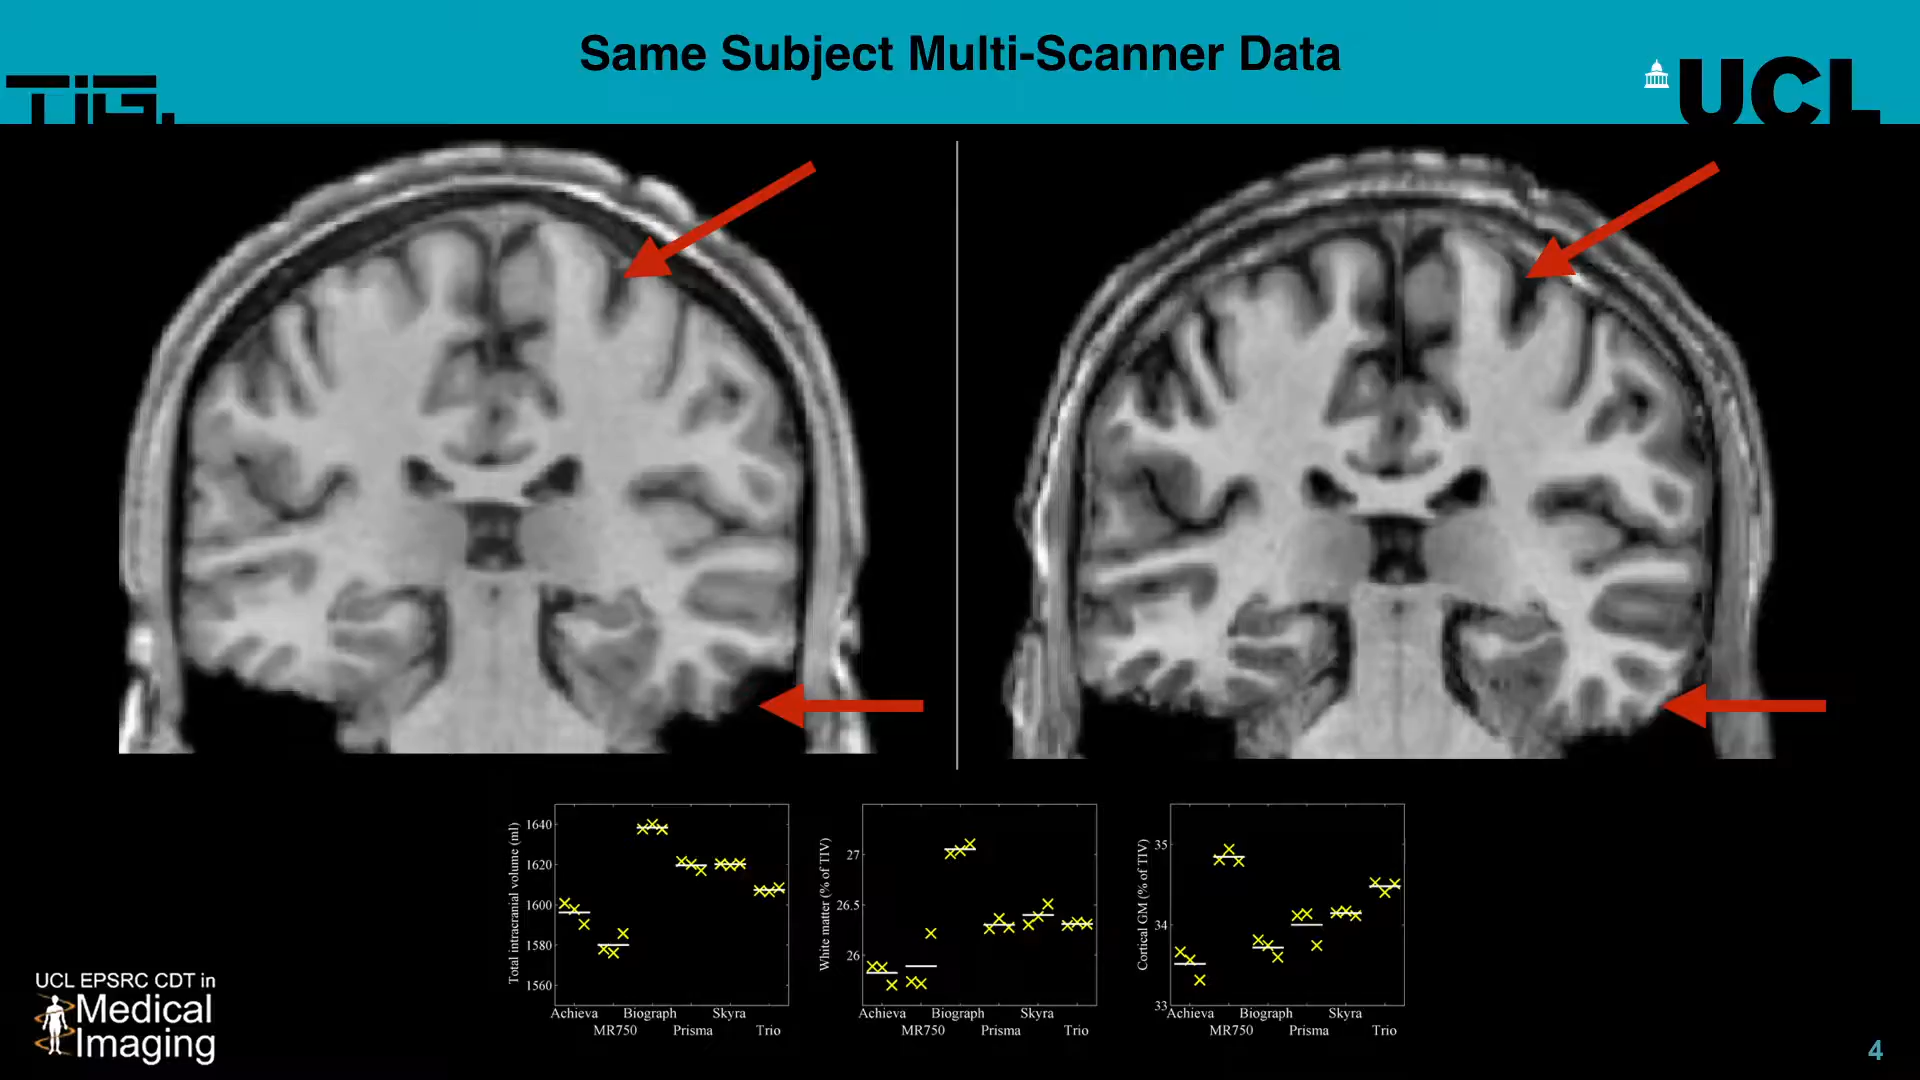 Same Subject Multi-Scanner Data
TiG.
UCL
Total intracranial volume (ml)
1640
1620
1600
1580
1560
Achieva
Biograph
Skyra
MR750
Prisma
Trio
White matter (% of TIV)
27
26.5
26
Achieva
Biograph
Skyra
MR750
Prisma
Trio
Cortical GM (% of TIV)
35
34
33
Achieva
Biograph
Skyra
MR750
Prisma
Trio
UCL EPSRC CDT in
Medical
Imaging
4